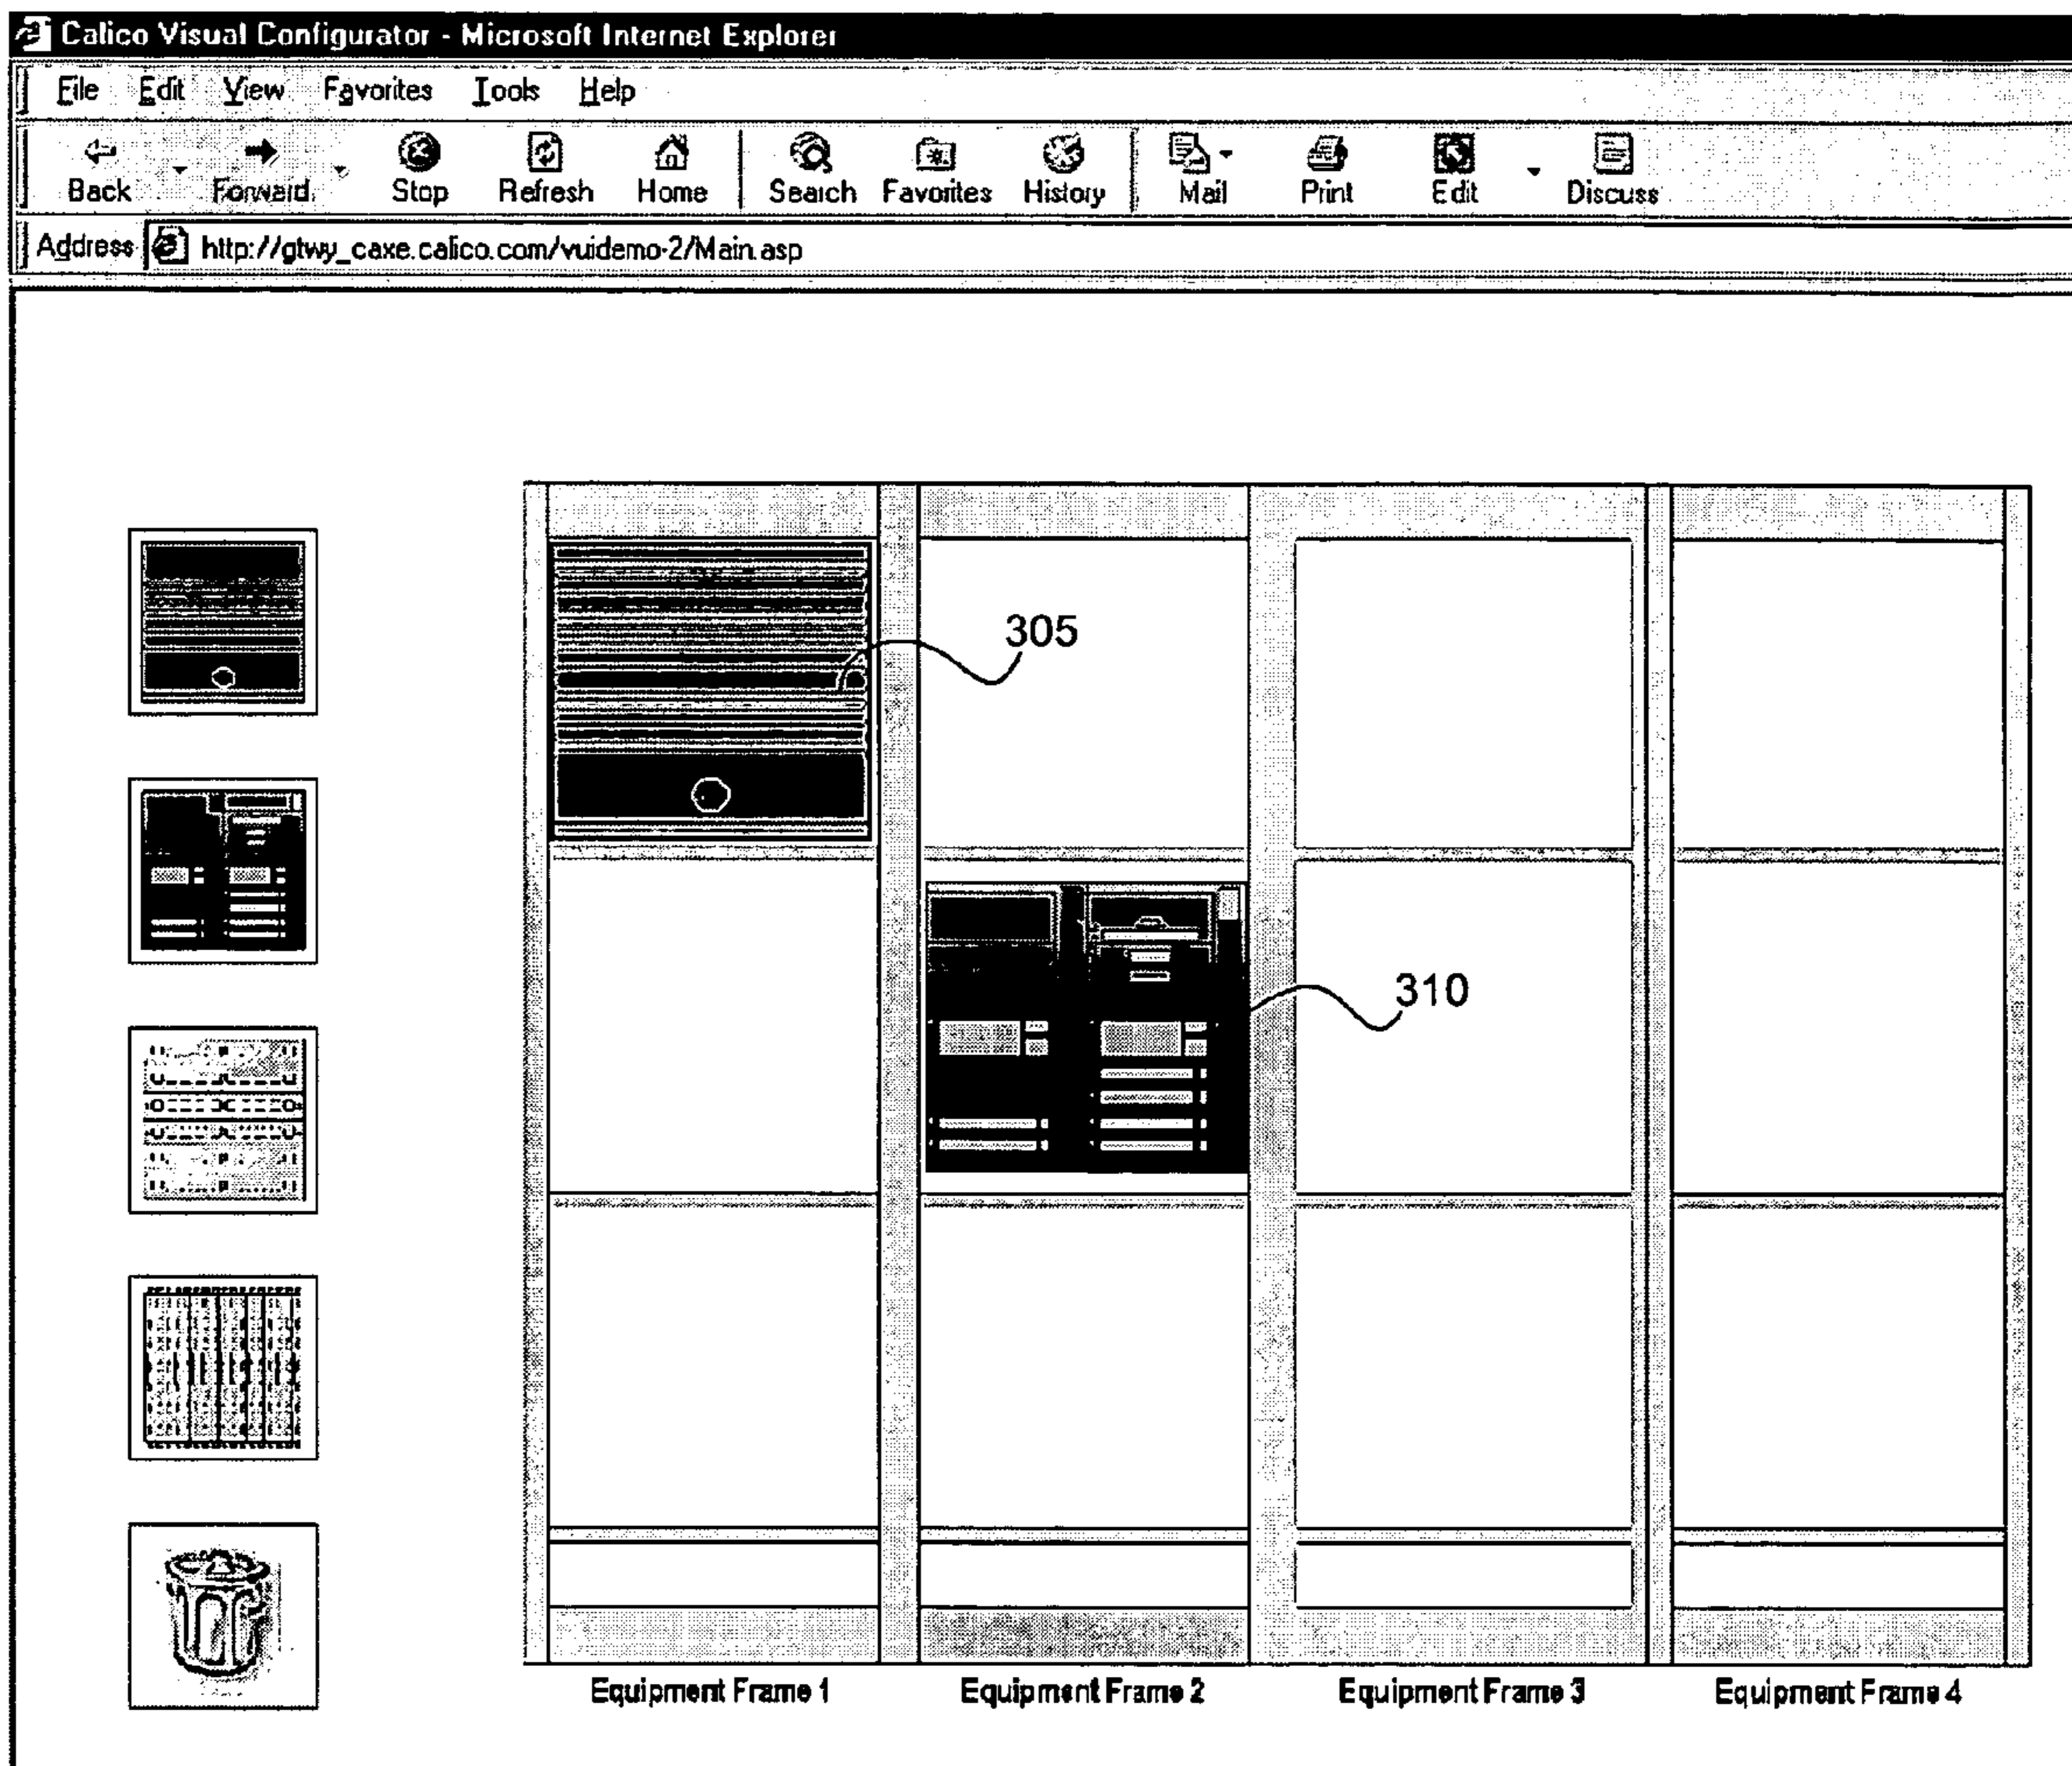 Calico Visual Configurator - Microsoft Internet Explorer
File Edit View Favorites Tools Help
Back Forward Stop Refresh Home Search Favorites History Mail Print Edit Discuss
Address http://gtwy_caxe.calico.com/vuidemo-2/Main.asp
305
310
Equipment Frame 1 Equipment Frame 2 Equipment Frame 3 Equipment Frame 4